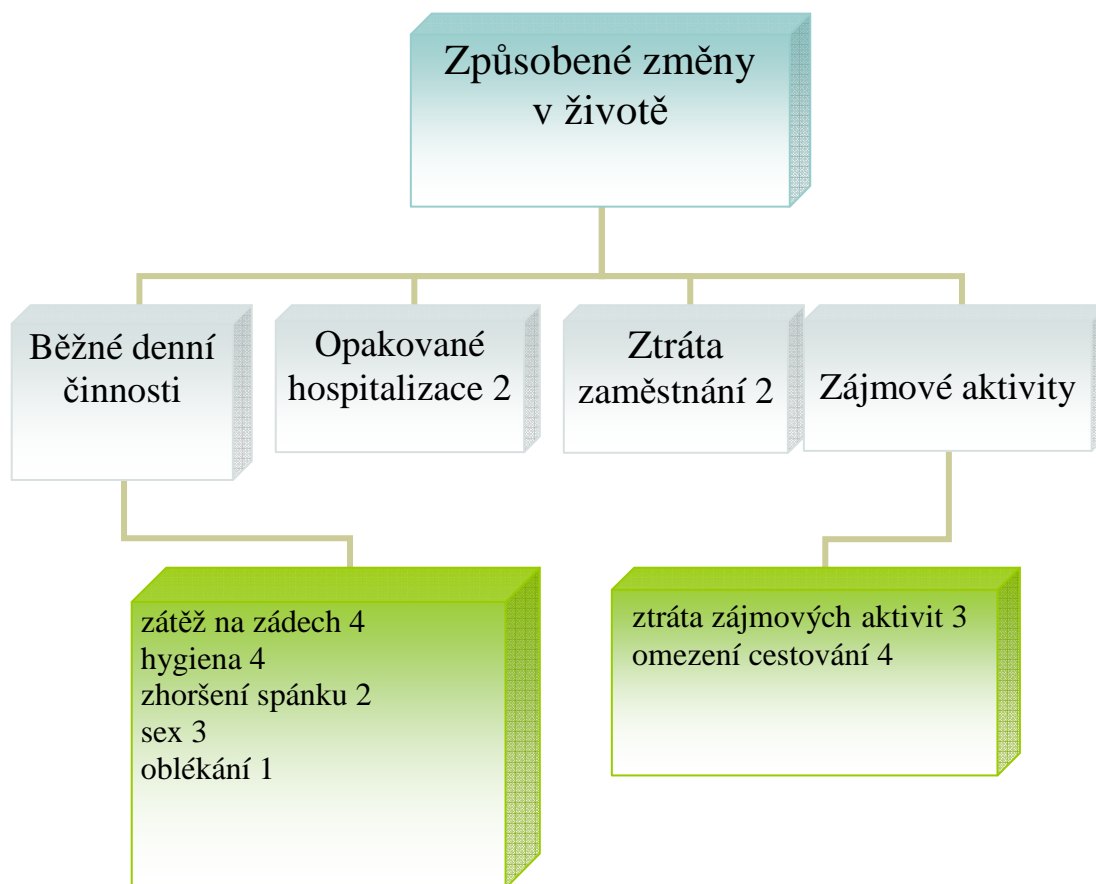 Způsobené změny
v životě
Běžné denní
činnosti
Opakované
hospitalizace 2
Ztráta
zaměstnání 2
Zájmové aktivity
zátěž na zádech 4
hygiena 4
zhoršení spánku 2
sex 3
oblékání 1
ztráta zájmových aktivit 3
omezení cestování 4